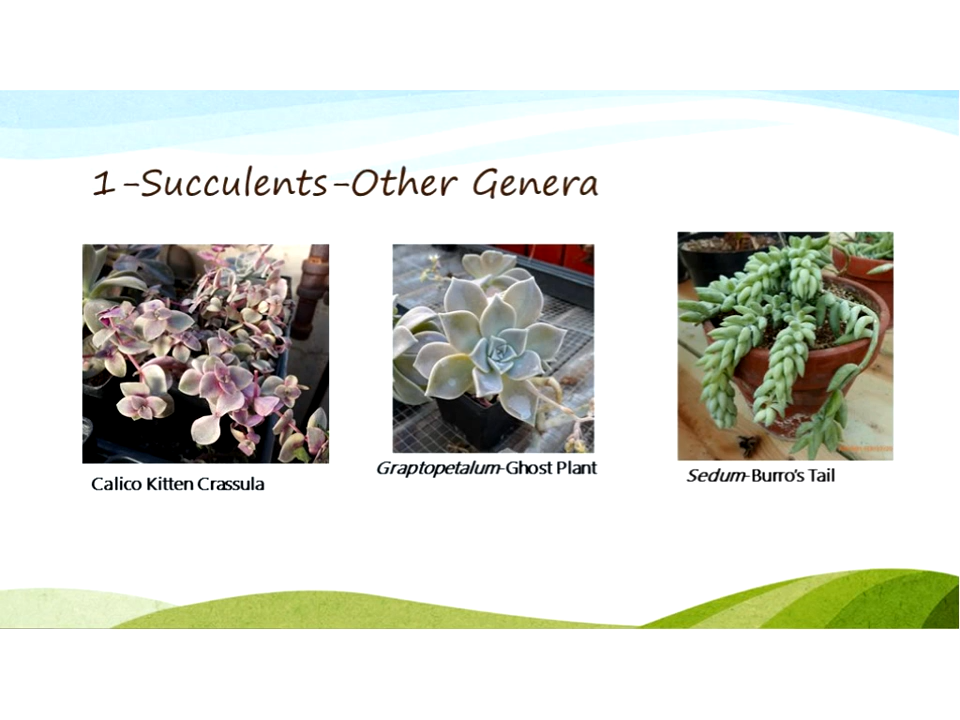 1-Succulents-Other Genera
Calico Kitten Crassula
Graptopetalum-Ghost Plant
Sedum-Burro's Tail